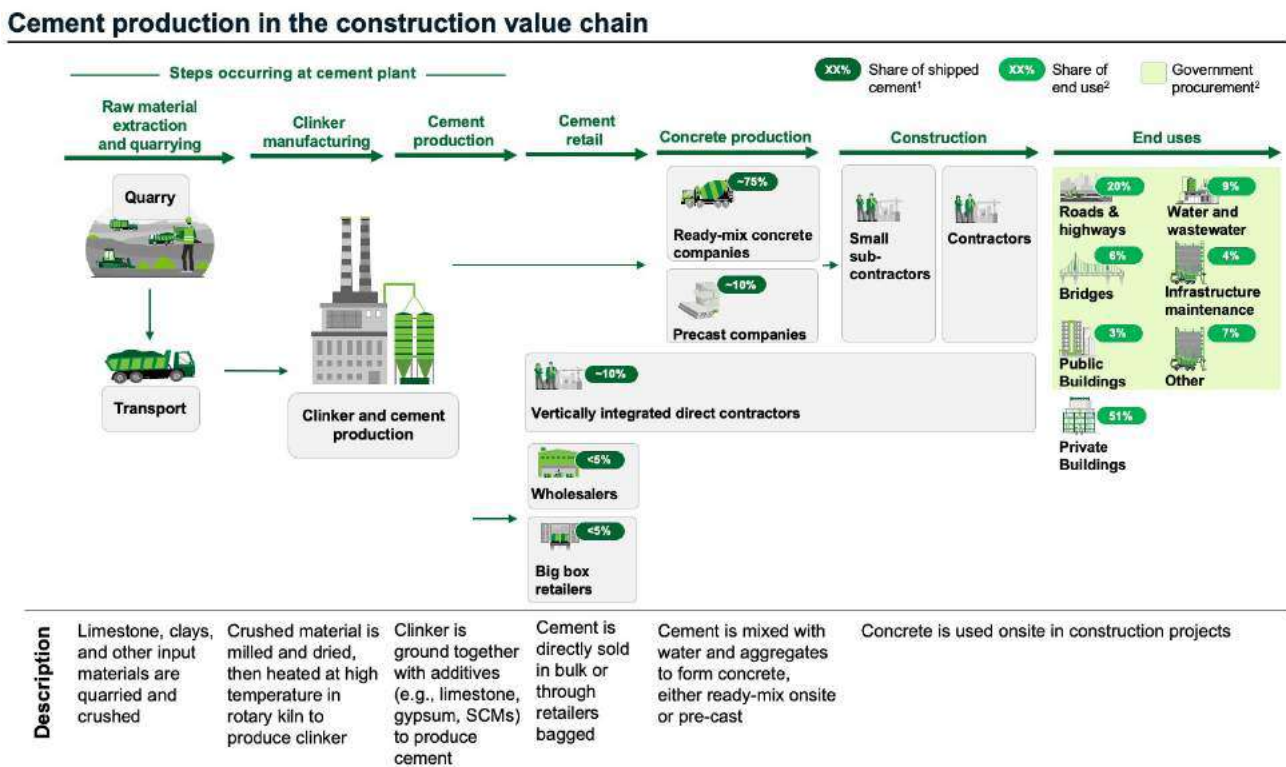 Cement production in the construction value chain
Steps occurring at cement plant
XX%
Share of shipped
cement1
XX%
Share of
end use2
Government
procurement2
Raw material
extraction
and quarrying
Clinker
manufacturing
Cement
production
Cement
retail
Concrete production
Construction
End uses
Quarry
Transport
Clinker and cement
production
~75%
Ready-mix concrete
companies
~10%
Precast companies
Small
sub-
contractors
Contractors
~10%
Vertically integrated direct contractors
<5%
Wholesalers
<5%
Big box
retailers
20%
Roads &
highways
9%
Water and
wastewater
6%
Bridges
4%
Infrastructure
maintenance
3%
Public
Buildings
7%
Other
51%
Private
Buildings
Description
Limestone, clays,
and other input
materials are
quarried and
crushed
Crushed material is
milled and dried,
then heated at high
temperature in
rotary kiln to
produce clinker
Clinker is
ground together
with additives
(e.g., limestone,
gypsum, SCMs)
to produce
cement
Cement is
directly sold
in bulk or
through
retailers
bagged
Cement is mixed with
water and aggregates
to form concrete,
either ready-mix onsite
or pre-cast
Concrete is used onsite in construction projects